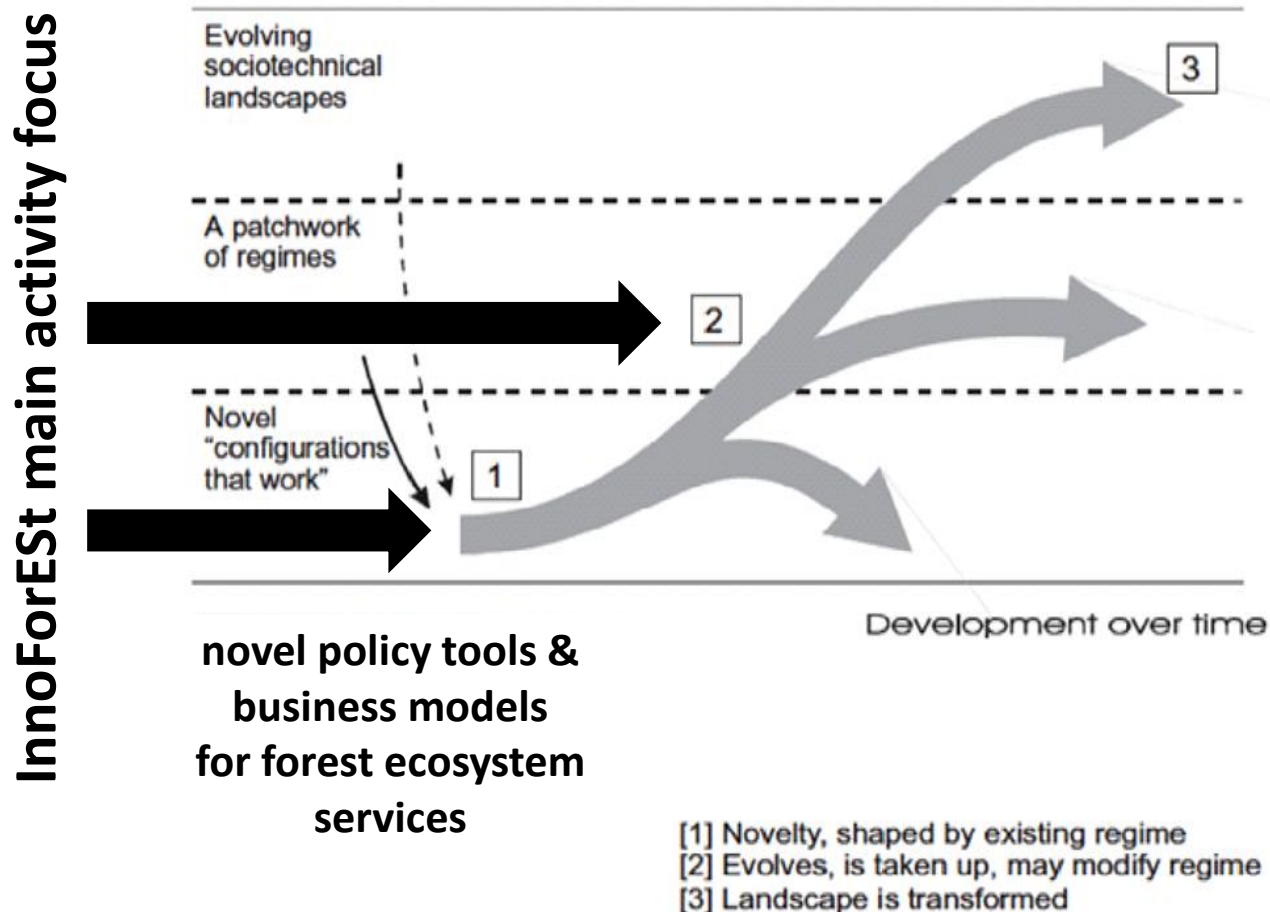 InnoForESt main activity focus
Evolving
sociotechnical
landscapes
3
A patchwork
of regimes
2
Novel
"configurations
that work"
1
Development over time
novel policy tools &
business models
for forest ecosystem
services
[1] Novelty, shaped by existing regime
[2] Evolves, is taken up, may modify regime
[3] Landscape is transformed